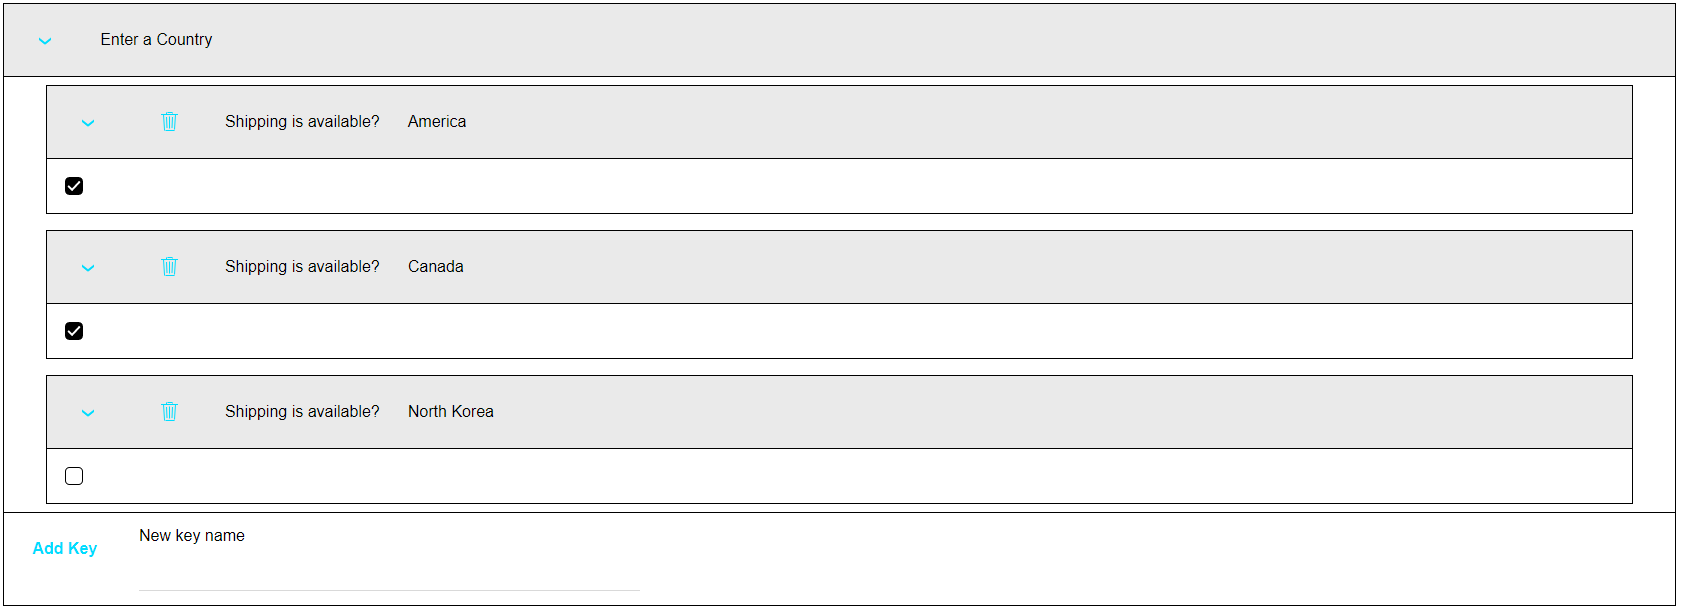 Enter a Country
Shipping is available? America
Shipping is available? Canada
Shipping is available? North Korea
New key name
Add Key